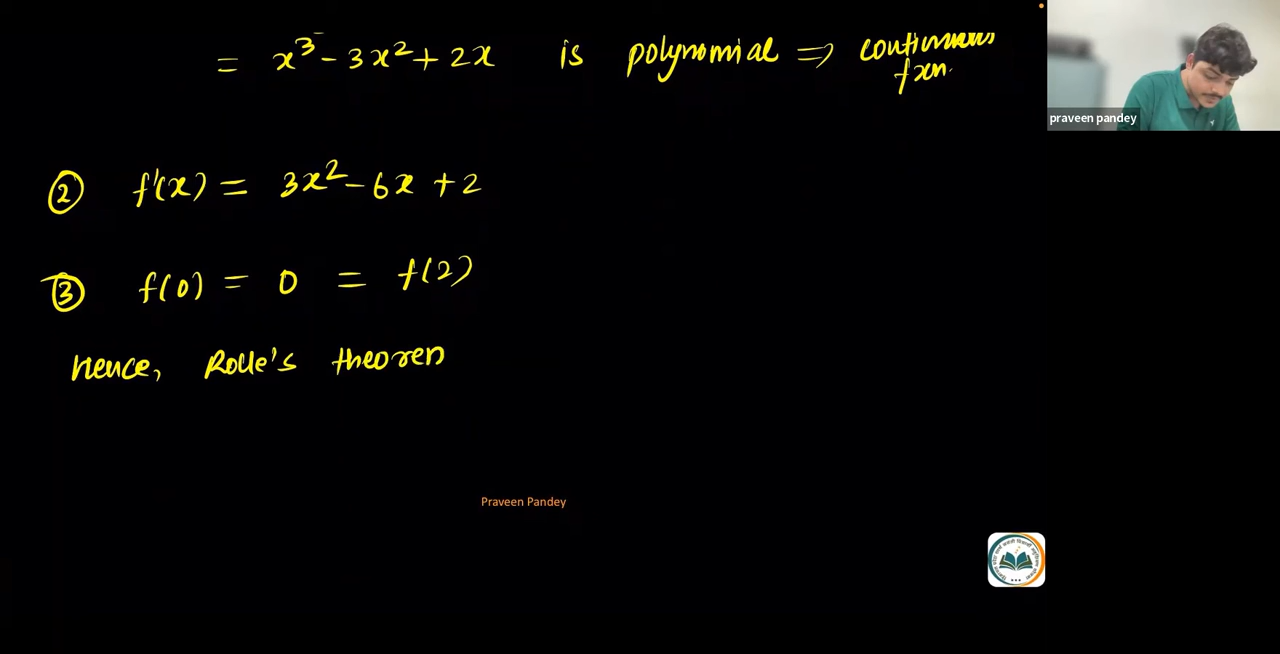 = x³ - 3x² + 2x is polynomial ⇒ continuous
fxn.
praveen pandey
② f'(x) = 3x² - 6x + 2
③ f(0) = 0 = f(2)
Hence, Rolle's theorem
Praveen Pandey